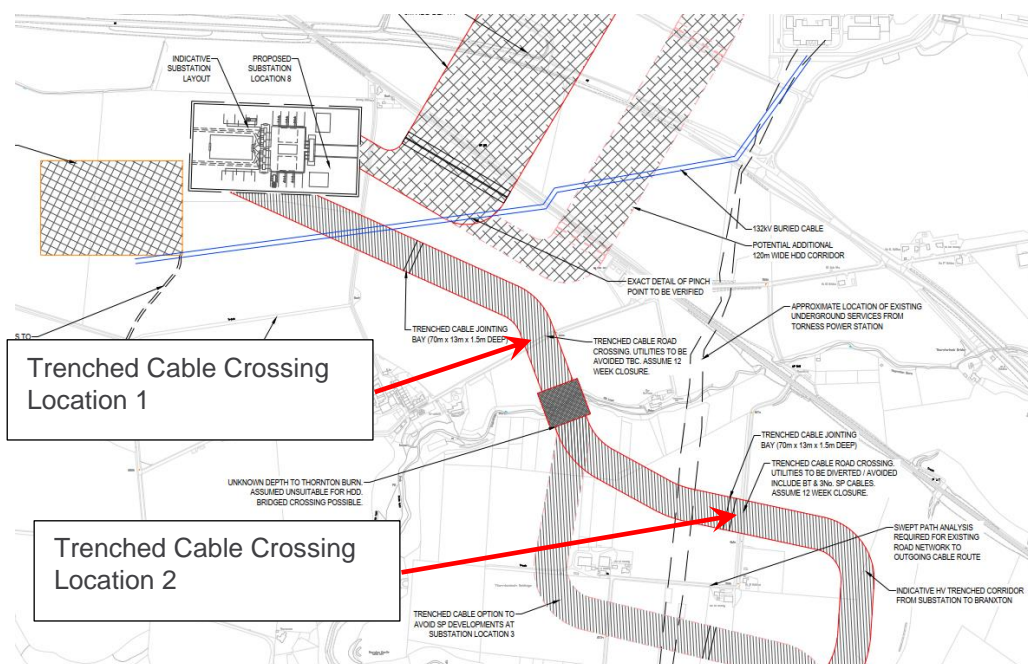 INDICATIVE
SUBSTATION
LAYOUT
PROPOSED
SUBSTATION
LOCATION 8
132kV BURIED CABLE
POTENTIAL ADDITIONAL
120m WIDE HDD CORRIDOR
EXACT DETAIL OF PINCH
POINT TO BE VERIFIED
APPROXIMATE LOCATION OF EXISTING
UNDERGROUND SERVICES FROM
TORNESS POWER STATION
S TO
TRENCHED CABLE JOINTING
BAY (70m x 13m x 1.5m DEEP)
TRENCHED CABLE ROAD
CROSSING. UTILITIES TO BE
AVOIDED TBC. ASSUME 12
WEEK CLOSURE.
Trenched Cable Crossing
Location 1
UNKNOWN DEPTH TO THORNTON BURN.
ASSUMED UNSUITABLE FOR HDD.
BRIDGED CROSSING POSSIBLE.
TRENCHED CABLE JOINTING
BAY (70m x 13m x 1.5m DEEP)
TRENCHED CABLE ROAD CROSSING.
UTILITIES TO BE DIVERTED / AVOIDED
INCLUDE BT & 3No. SP CABLES.
ASSUME 12 WEEK CLOSURE.
Trenched Cable Crossing
Location 2
SWEPT PATH ANALYSIS
REQUIRED FOR EXISTING
ROAD NETWORK TO
OUTGOING CABLE ROUTE
INDICATIVE HV TRENCHED CORRIDOR
FROM SUBSTATION TO BRANXTON
TRENCHED CABLE OPTION TO
AVOID SP DEVELOPMENTS AT
SUBSTATION LOCATION 3